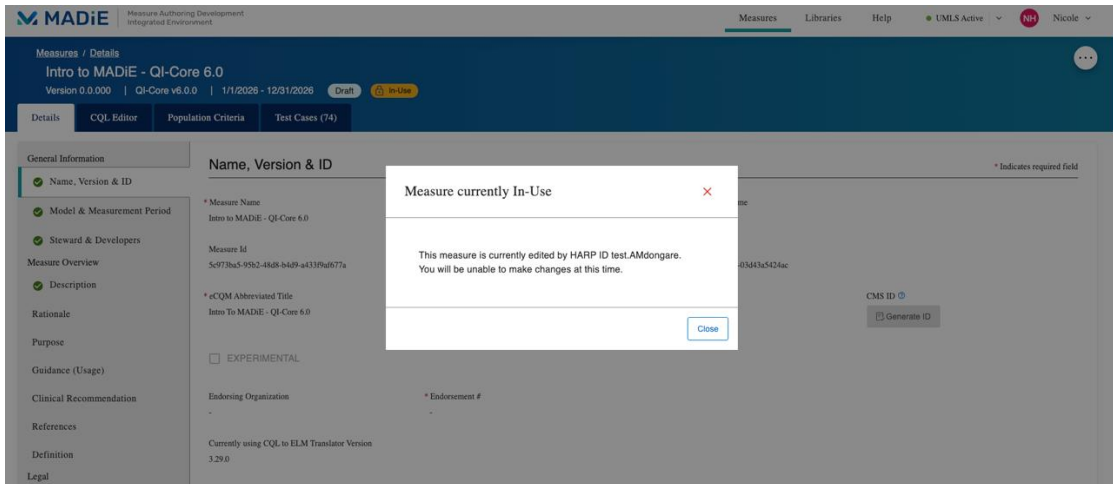 MADiE
Measure Authoring Development
Integrated Environment
Measures
Libraries
Help
UMLS Active
NH
Nicole
Measures / Details
Intro to MADiE - QI-Core 6.0
Version 0.0.000 | QI-Core v6.0.0 | 1/1/2026 - 12/31/2026 Draft In-Use
Details
CQL Editor
Population Criteria
Test Cases (74)
General Information
Name, Version & ID
Model & Measurement Period
Steward & Developers
Measure Overview
Description
Rationale
Purpose
Guidance (Usage)
Clinical Recommendation
References
Definition
Legal
Name, Version & ID
* Indicates required field
* Measure Name
Intro to MADiE - QI-Core 6.0
Measure Id
5c973ba5-95b2-48d8-b4d9-a433f9af677a
-03d43a5424ac
* eCQM Abbreviated Title
Intro To MADiE - QI-Core 6.0
CMS ID
Generate ID
EXPERIMENTAL
Endorsing Organization
-
* Endorsement #
-
Currently using CQL to ELM Translator Version
3.29.0
Measure currently In-Use
This measure is currently edited by HARP ID test.AMdongare.
You will be unable to make changes at this time.
Close